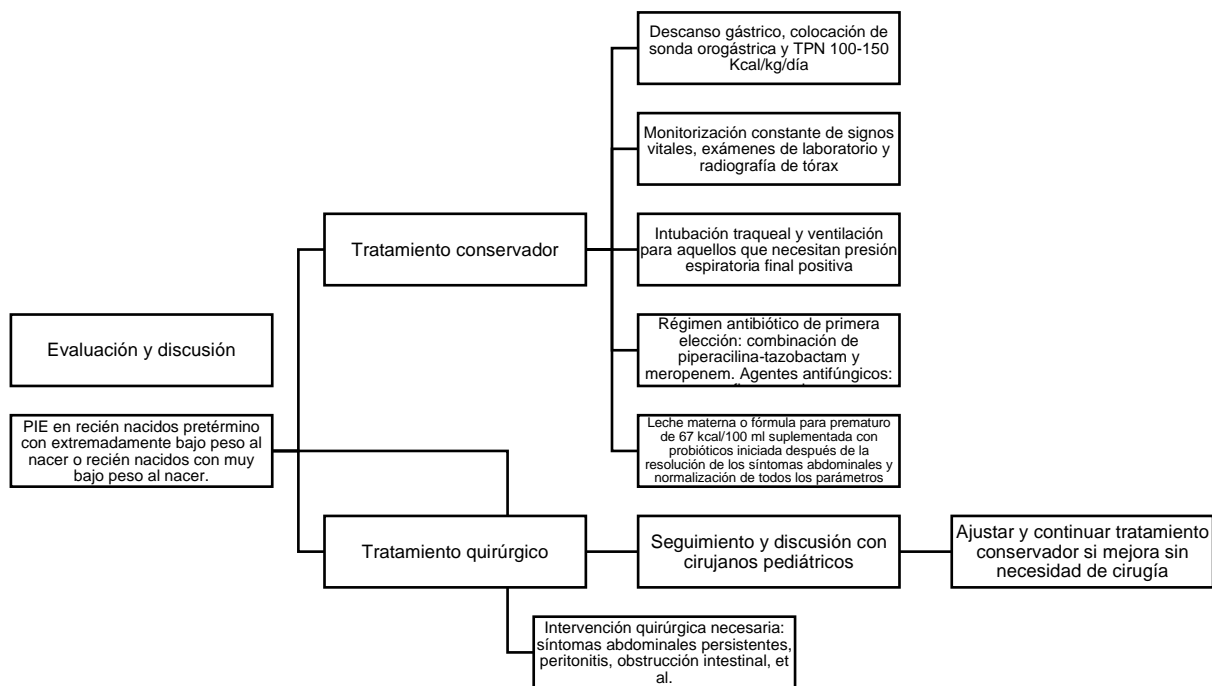 Descanso gástrico, colocación de
sonda orogástrica y TPN 100-150
Kcal/kg/día
Monitorización constante de signos
vitales, exámenes de laboratorio y
radiografía de tórax
Tratamiento conservador
Intubación traqueal y ventilación
para aquellos que necesitan presión
espiratoria final positiva
Evaluación y discusión
Régimen antibiótico de primera
elección: combinación de
piperacilina-tazobactam y
meropenem. Agentes antifúngicos:
PIE en recién nacidos pretérmino
con extremadamente bajo peso al
nacer o recién nacidos con muy
bajo peso al nacer.
Leche materna o fórmula para prematuro
de 67 kcal/100 ml suplementada con
probióticos iniciada después de la
resolución de los síntomas abdominales y
normalización de todos los parámetros
Tratamiento quirúrgico
Seguimiento y discusión con
cirujanos pediátricos
Ajustar y continuar tratamiento
conservador si mejora sin
necesidad de cirugía
Intervención quirúrgica necesaria:
síntomas abdominales persistentes,
peritonitis, obstrucción intestinal, et
al.